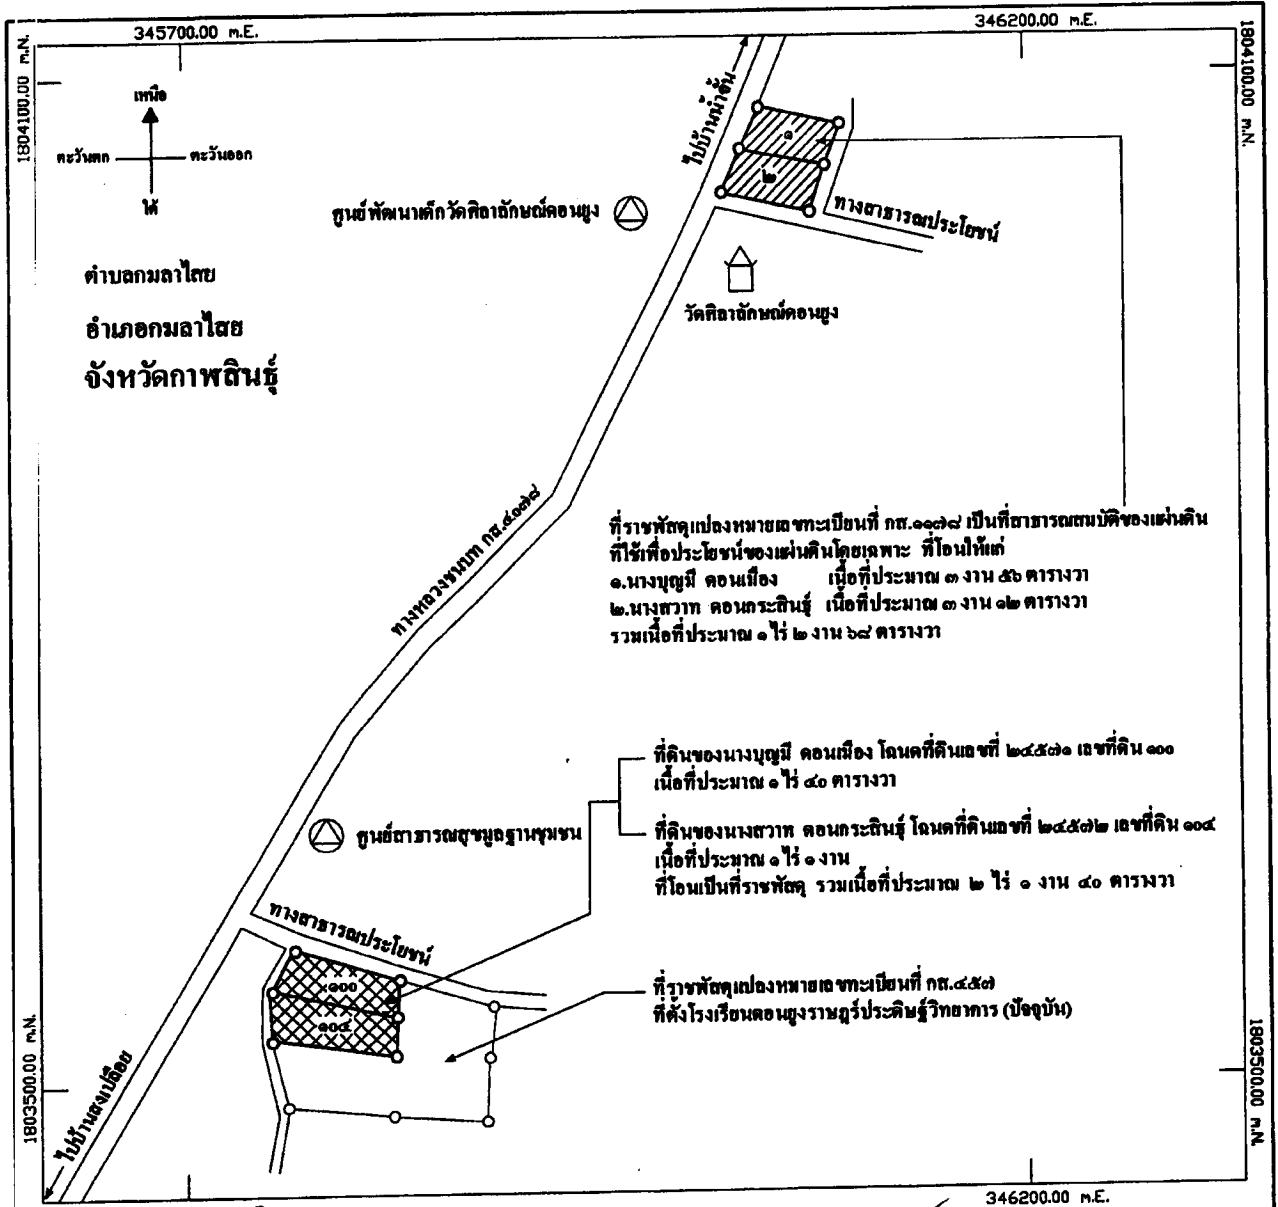 345700.00 m.E.
346200.00 m.E.
1804100.00 m.N.
1804100.00 m.N.
เหนือ
ตะวันตก
ตะวันออก
ใต้
ไปบ้านน้ำจั้น
๑
๒
ทางสาธารณประโยชน์
ศูนย์พัฒนาเด็กวัดศิลาลักษณ์ดอนยูง
วัดศิลาลักษณ์ดอนยูง
ตำบลกมลาไสย
อำเภอกมลาไสย
จังหวัดกาฬสินธุ์
ทางหลวงชนบท กส.๔๐๗๘
ที่ราชพัสดุแปลงหมายเลขทะเบียนที่ กส.๑๑๗๘ เป็นที่สาธารณสมบัติของแผ่นดิน
ที่ใช้เพื่อประโยชน์ของแผ่นดินโดยเฉพาะ ที่โอนให้แก่
๑.นางบุญมี ดอนเมือง เนื้อที่ประมาณ ๓ งาน ๕๖ ตารางวา
๒.นางสวาท ดอนกระสินธุ์ เนื้อที่ประมาณ ๓ งาน ๑๒ ตารางวา
รวมเนื้อที่ประมาณ ๑ ไร่ ๒ งาน ๖๘ ตารางวา
ที่ดินของนางบุญมี ดอนเมือง โฉนดที่ดินเลขที่ ๒๔๕๗๑ เลขที่ดิน ๑๐๐
เนื้อที่ประมาณ ๑ ไร่ ๔๐ ตารางวา
ที่ดินของนางสวาท ดอนกระสินธุ์ โฉนดที่ดินเลขที่ ๒๔๕๗๒ เลขที่ดิน ๑๐๔
เนื้อที่ประมาณ ๑ ไร่ ๑ งาน
ที่โอนเป็นที่ราชพัสดุ รวมเนื้อที่ประมาณ ๒ ไร่ ๑ งาน ๔๐ ตารางวา
ศูนย์สาธารณสุขมูลฐานชุมชน
ทางสาธารณประโยชน์
๑๐๐
๑๐๔
ที่ราชพัสดุแปลงหมายเลขทะเบียนที่ กส.๔๕๗
ที่ตั้งโรงเรียนดอนยูงราษฎร์ประดิษฐ์วิทยาการ (ปัจจุบัน)
ไปบ้านสงเปลือย
1803500.00 m.N.
1803500.00 m.N.
346200.00 m.E.